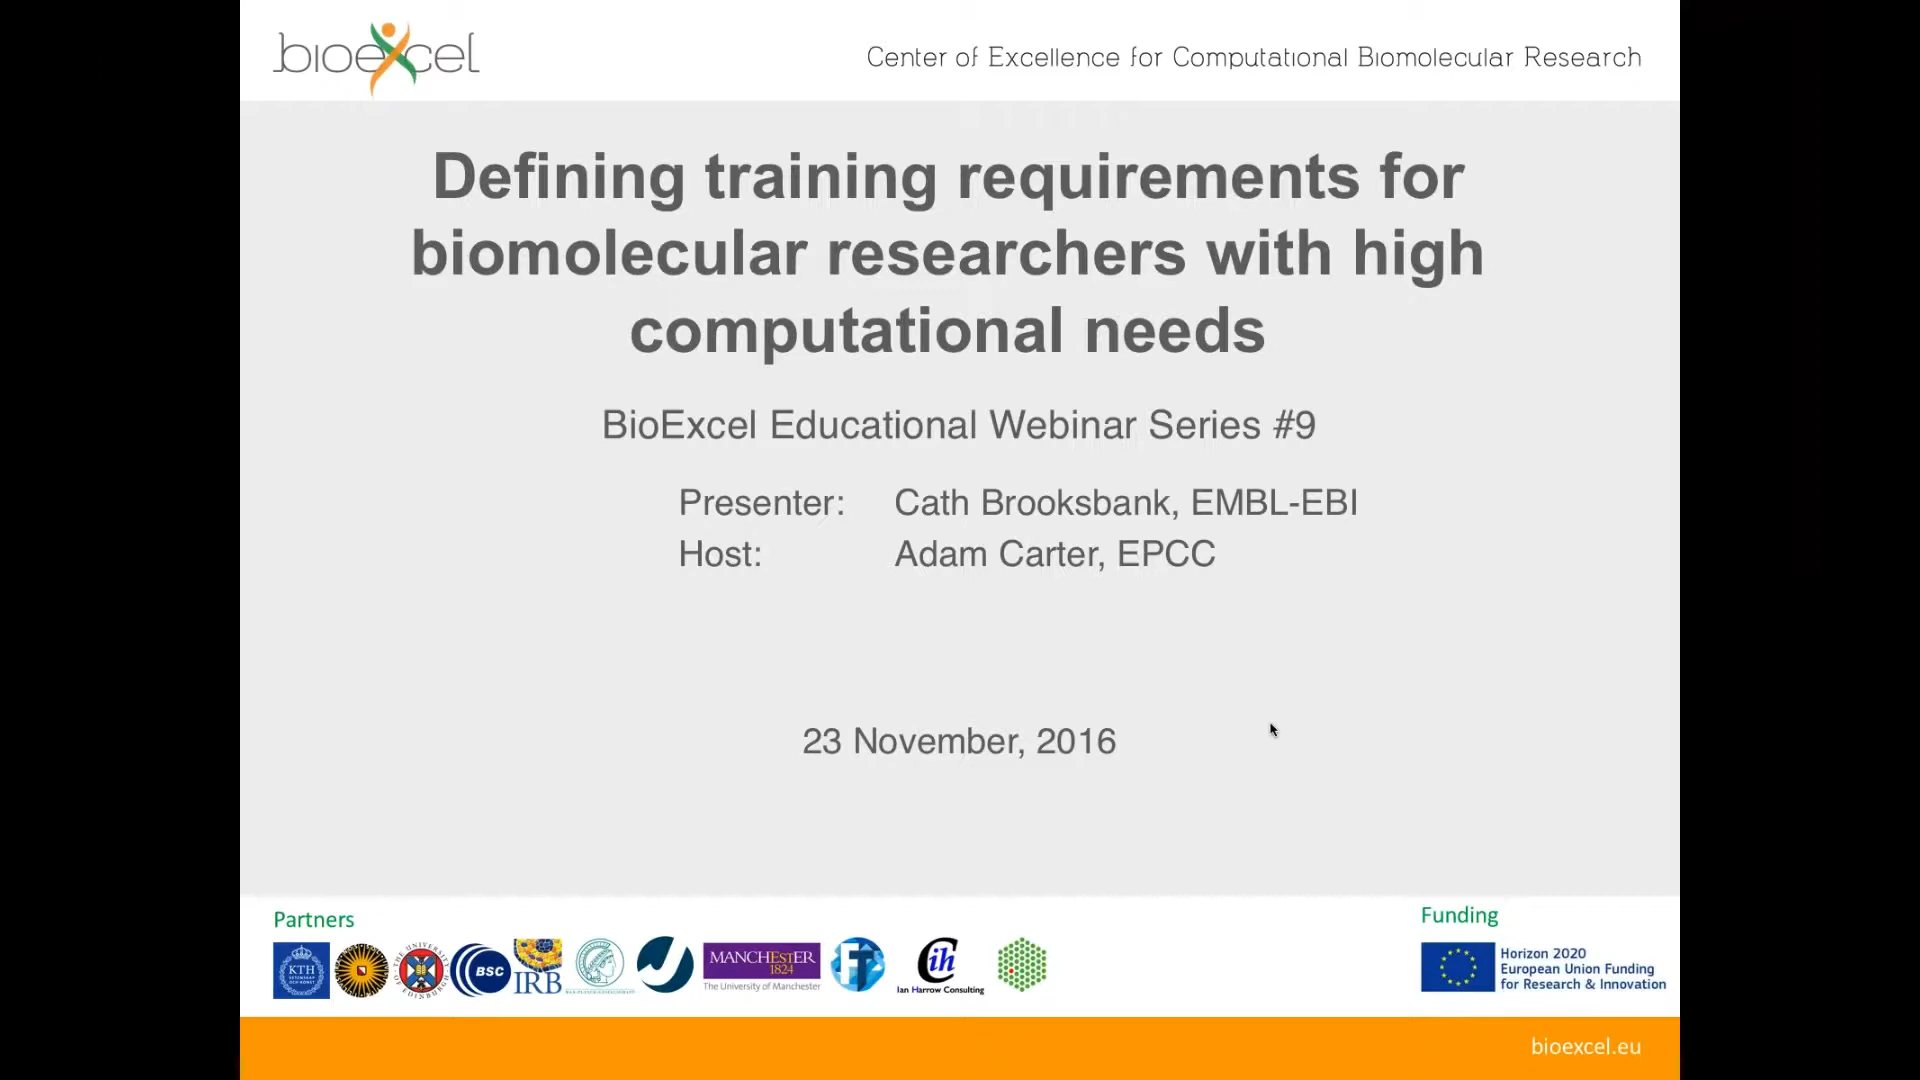 bioexcel
Center of Excellence for Computational Biomolecular Research
Defining training requirements for
biomolecular researchers with high
computational needs
BioExcel Educational Webinar Series #9
Presenter: Cath Brooksbank, EMBL-EBI
Host: Adam Carter, EPCC
23 November, 2016
Partners
Funding
KTH
BSC
IRB
MANCHESTER
1824
The University of Manchester
ih
Ian Harrow Consulting
Horizon 2020
European Union Funding
for Research & Innovation
bioexcel.eu